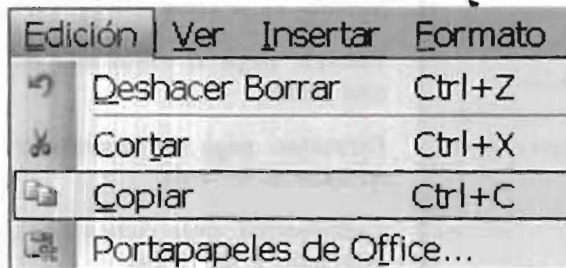 Edición Ver Insertar Formato
Deshacer Borrar Ctrl+Z
Cortar Ctrl+X
Copiar Ctrl+C
Portapapeles de Office...